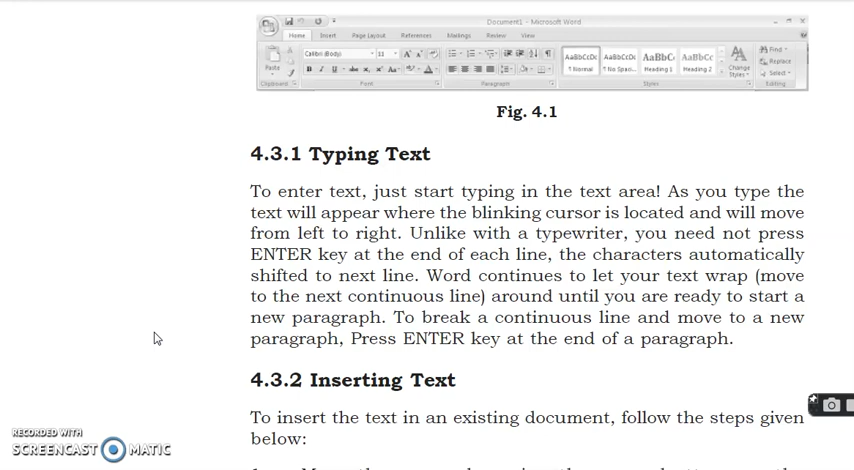 Document1 - Microsoft Word
Home Insert Page Layout References Mailings Review View
Calibri (Body) 11
AaBbCcDc AaBbCcDc AaBbC AaBbCc
Paste
¶ Normal ¶ No Spaci... Heading 1 Heading 2 Change Styles
Find
Replace
Select
Clipboard Font Paragraph Styles Editing
Fig. 4.1
4.3.1 Typing Text
To enter text, just start typing in the text area! As you type the
text will appear where the blinking cursor is located and will move
from left to right. Unlike with a typewriter, you need not press
ENTER key at the end of each line, the characters automatically
shifted to next line. Word continues to let your text wrap (move
to the next continuous line) around until you are ready to start a
new paragraph. To break a continuous line and move to a new
paragraph, Press ENTER key at the end of a paragraph.
4.3.2 Inserting Text
To insert the text in an existing document, follow the steps given
below:
RECORDED WITH
SCREENCAST MATIC